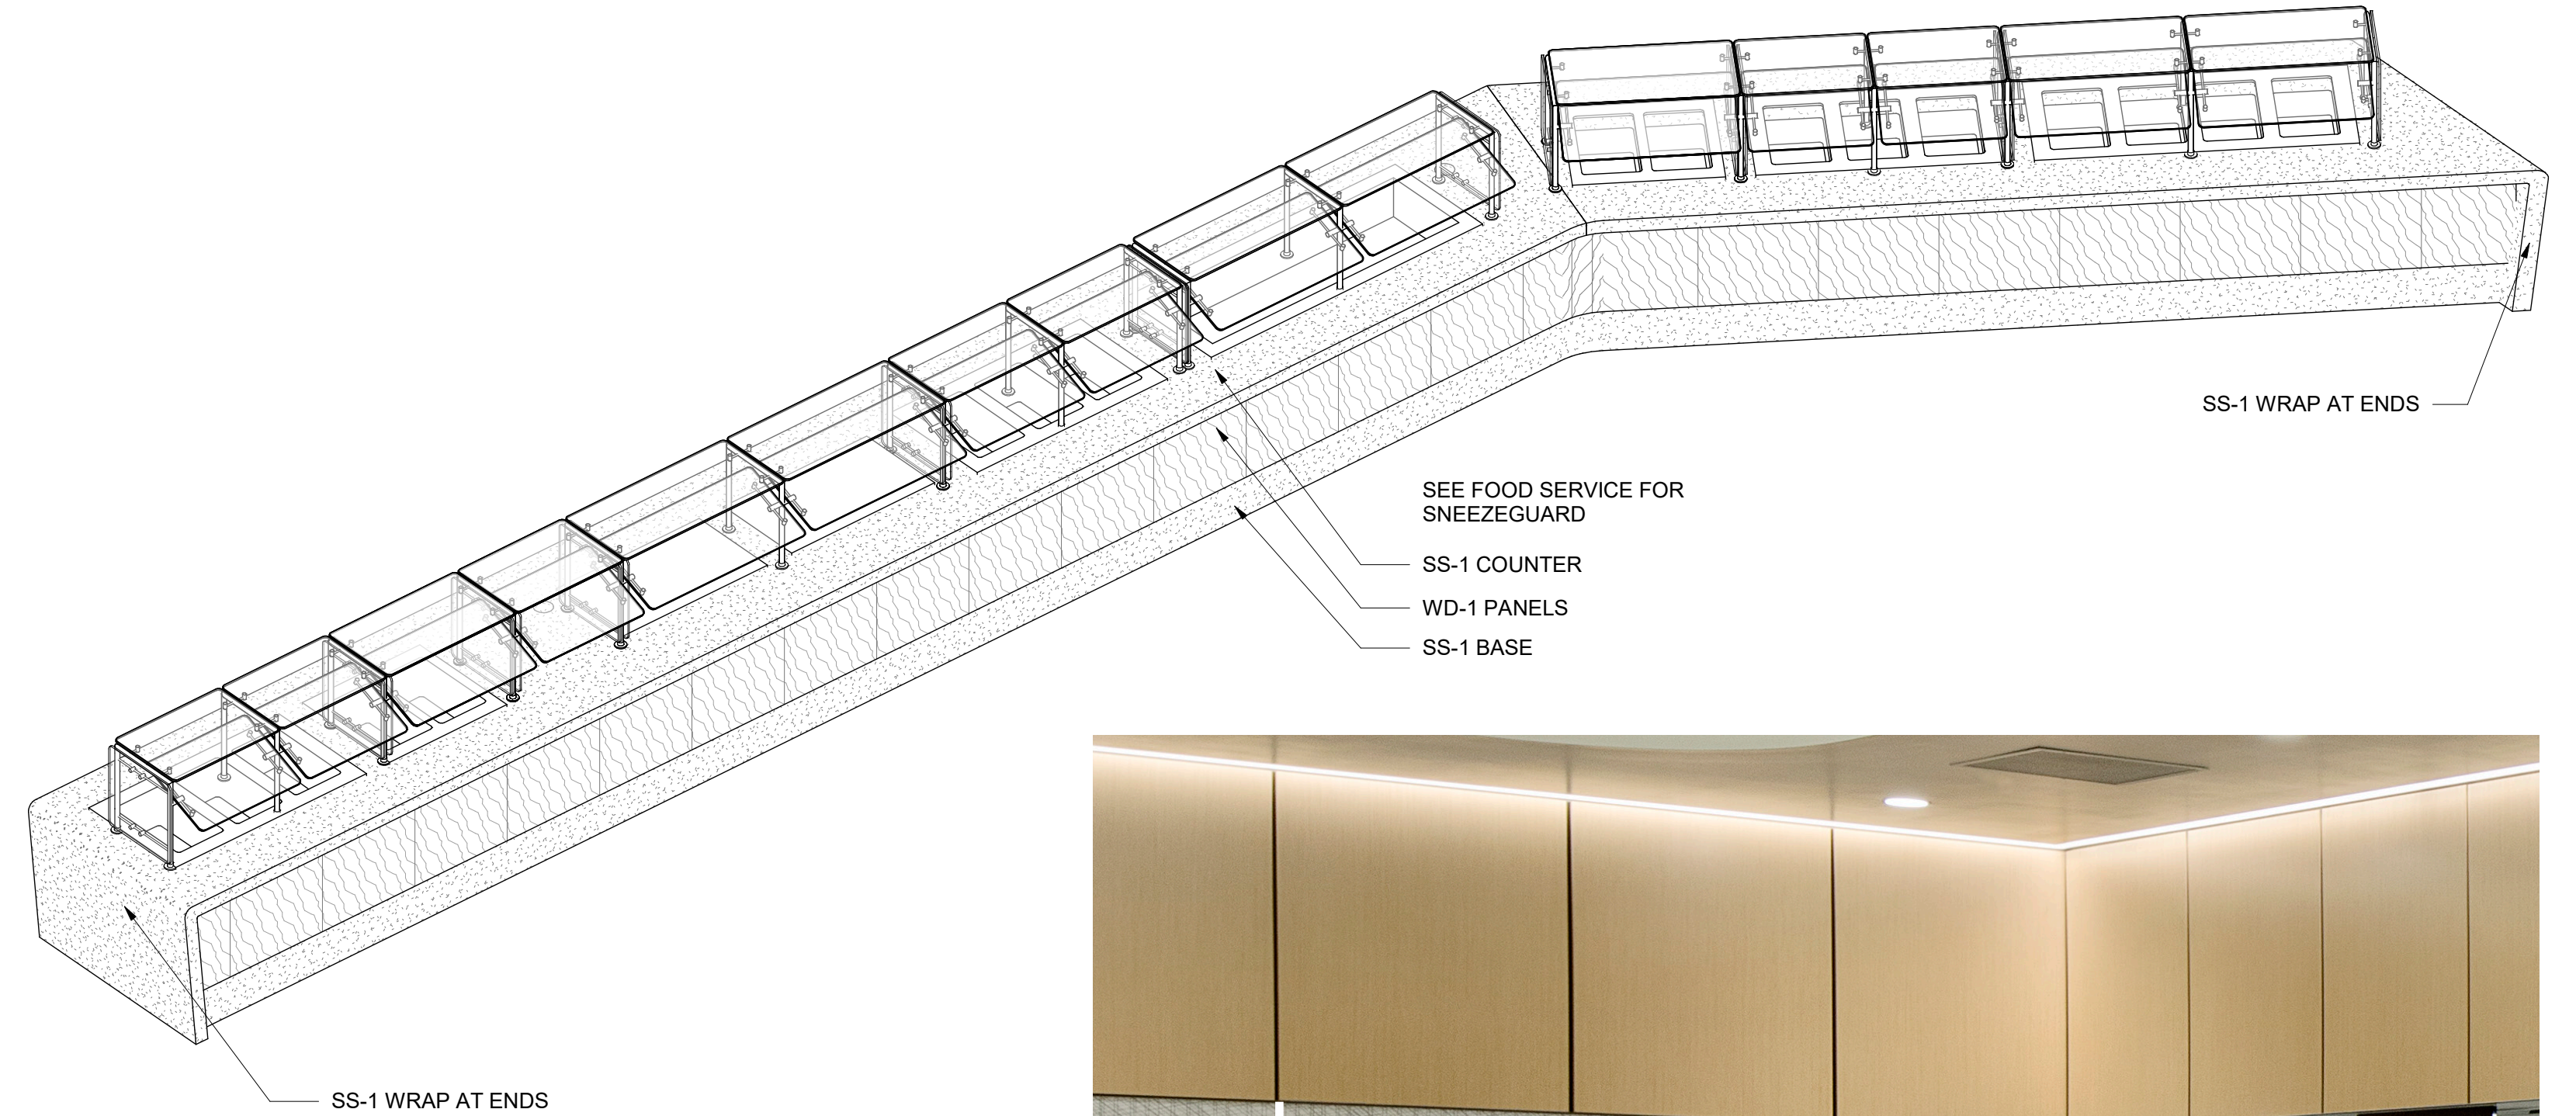 SS-1 WRAP AT ENDS
SEE FOOD SERVICE FOR
SNEEZEGUARD
SS-1 COUNTER
WD-1 PANELS
SS-1 BASE
SS-1 WRAP AT ENDS